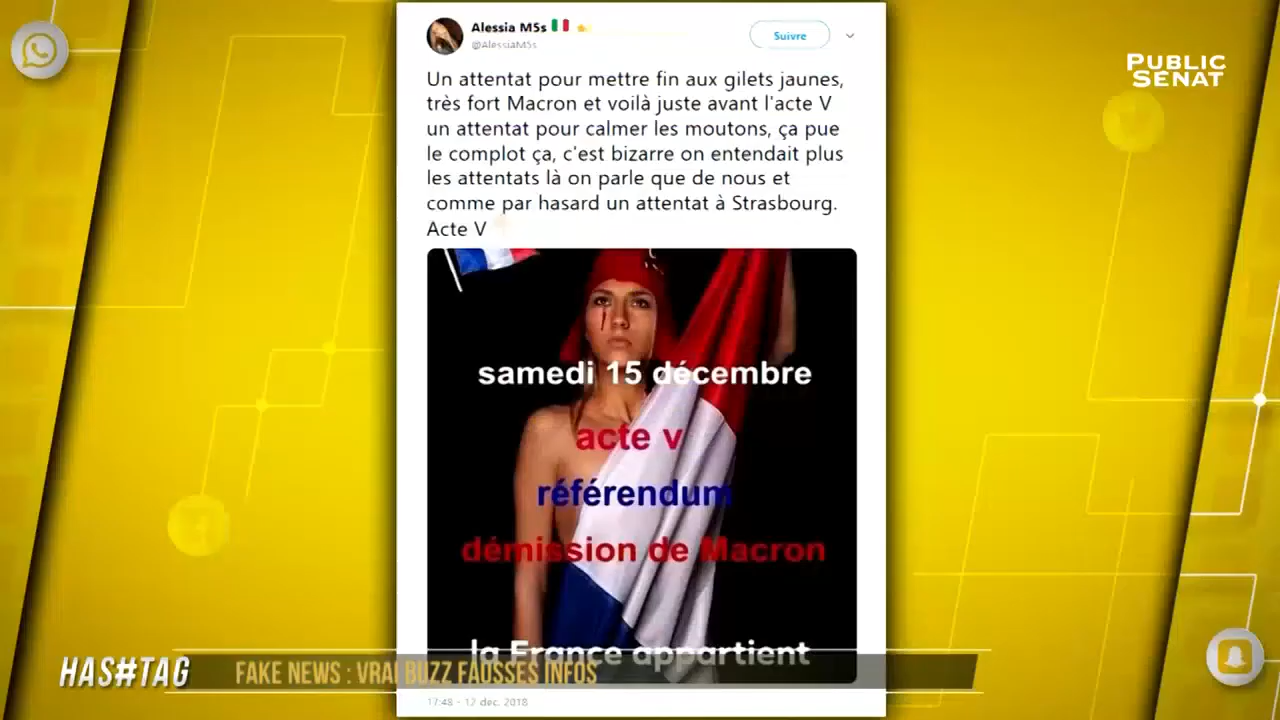 Alessia M5s
@AlessiaM5s
Suivre
PUBLIC
SENAT
Un attentat pour mettre fin aux gilets jaunes,
très fort Macron et voilà juste avant l'acte V
un attentat pour calmer les moutons, ça pue
le complot ça, c'est bizarre on entendait plus
les attentats là on parle que de nous et
comme par hasard un attentat à Strasbourg.
Acte V
samedi 15 décembre
acte v
référendum
démission de Macron
la France appartient
HAS#TAG
FAKE NEWS : VRAI BUZZ FAUSSES INFOS
17:48 - 12 déc. 2018